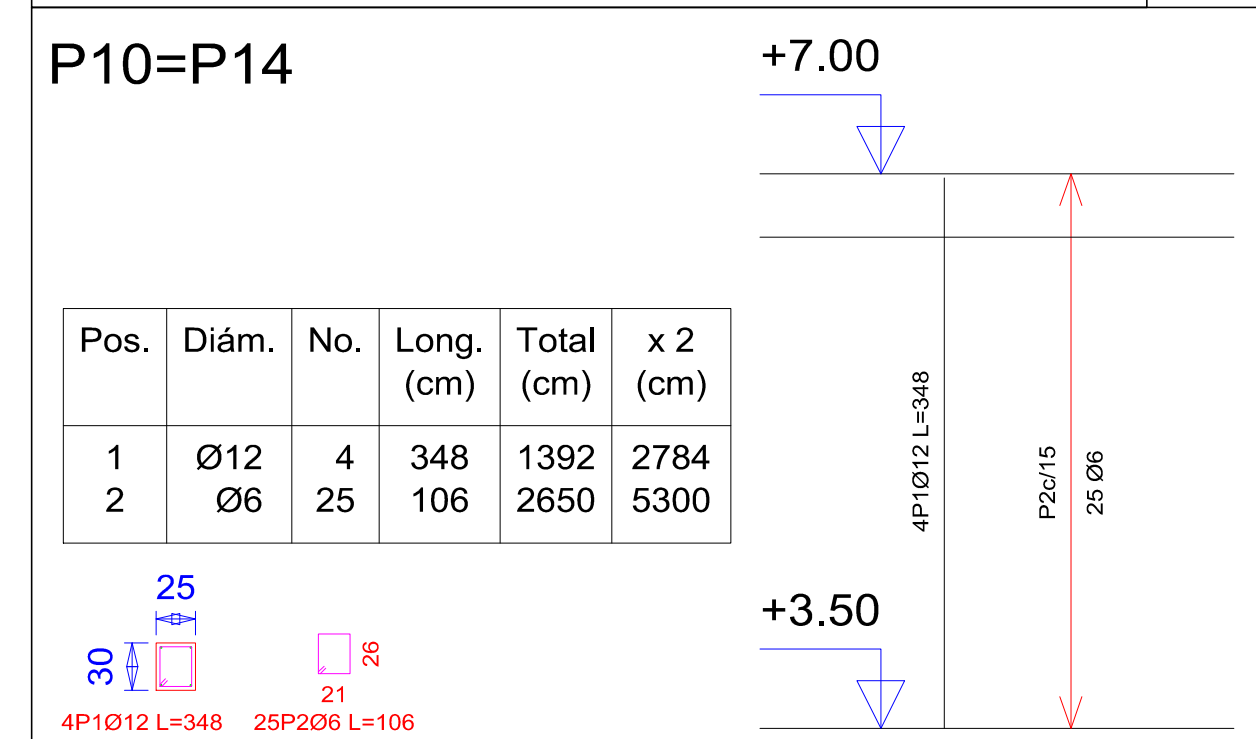 P10=P14
+7.00
Pos. Diám. No. Long. Total x 2
(cm) (cm) (cm)
1 Ø12 4 348 1392 2784
2 Ø6 25 106 2650 5300
4P1Ø12 L=348
P2c/15
25 Ø6
25
30
26
21
4P1Ø12 L=348
25P2Ø6 L=106
+3.50